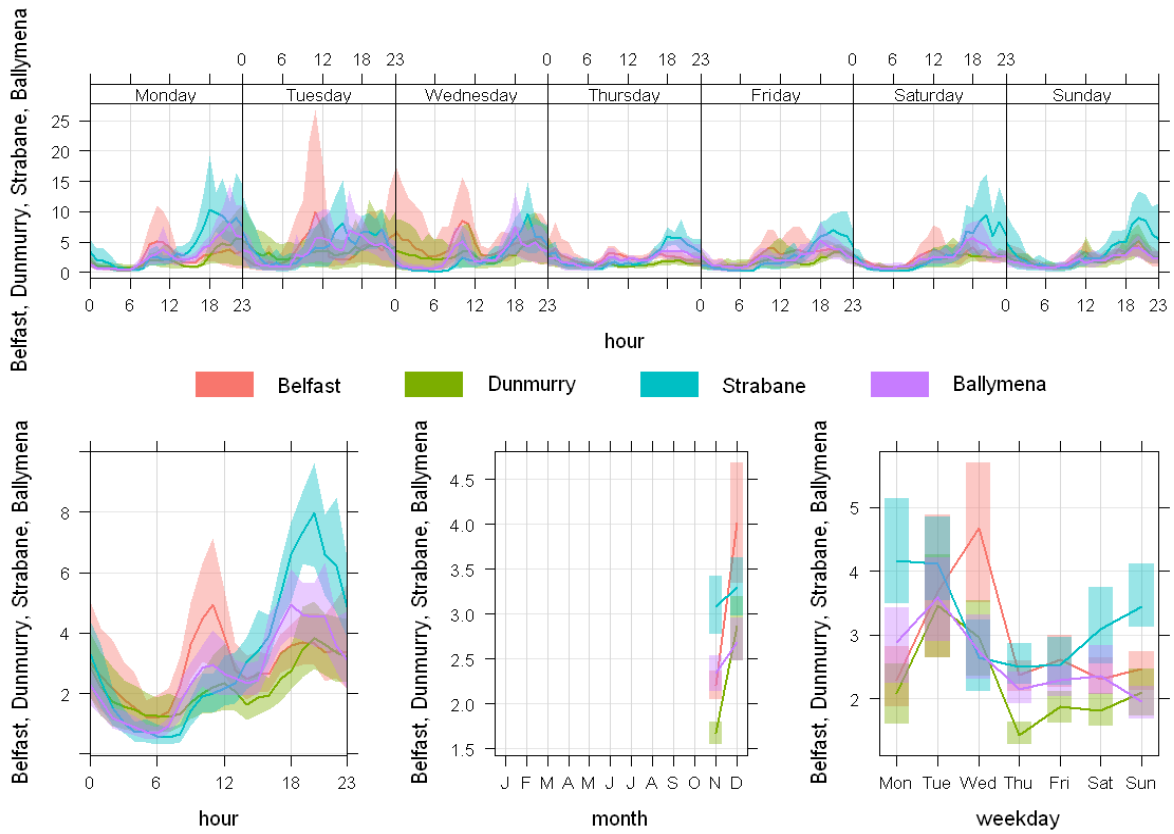 Belfast, Dunmurry, Strabane, Ballymena
0 6 12 18 23 0 6 12 18 23 0 6 12 18 23
Monday Tuesday Wednesday Thursday Friday Saturday Sunday
25
20
15
10
5
0
0 6 12 18 23 0 6 12 18 23 0 6 12 18 23 0 6 12 18 23
hour
Belfast Dunmurry Strabane Ballymena
Belfast, Dunmurry, Strabane, Ballymena
8
6
4
2
0 6 12 18 23
hour
Belfast, Dunmurry, Strabane, Ballymena
4.5
4.0
3.5
3.0
2.5
2.0
1.5
J F M A M J J A S O N D
month
Belfast, Dunmurry, Strabane, Ballymena
5
4
3
2
Mon Tue Wed Thu Fri Sat Sun
weekday